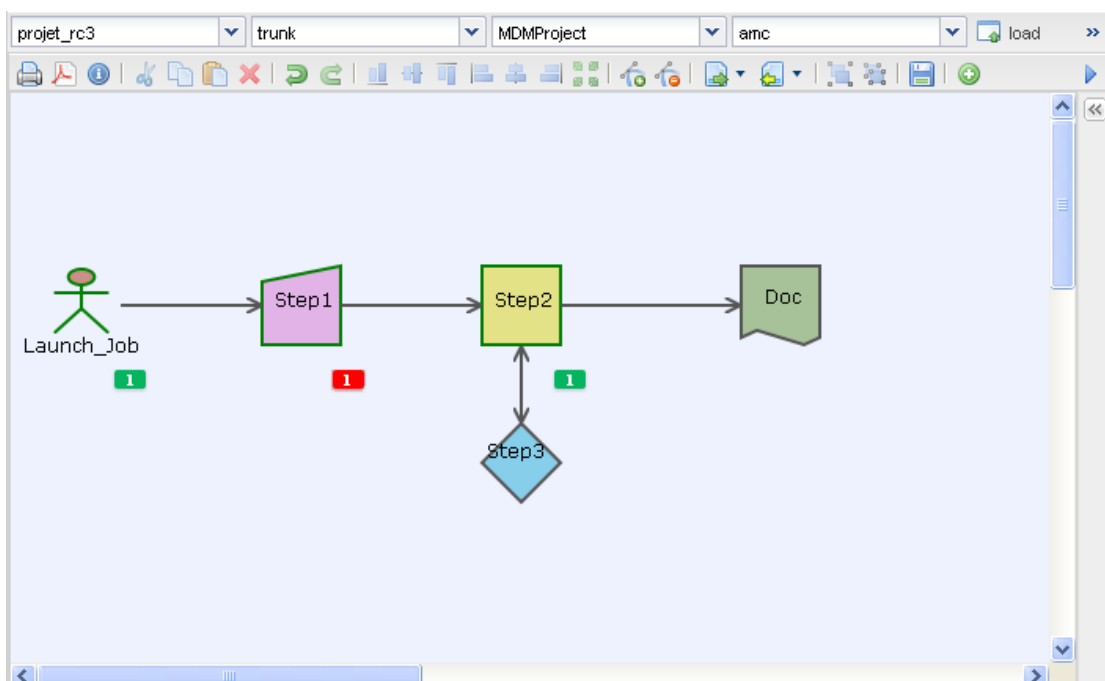 projet_rc3 trunk MDMProject amc load
Step1 Step2 Doc
Launch_Job
1 1 1
Step3